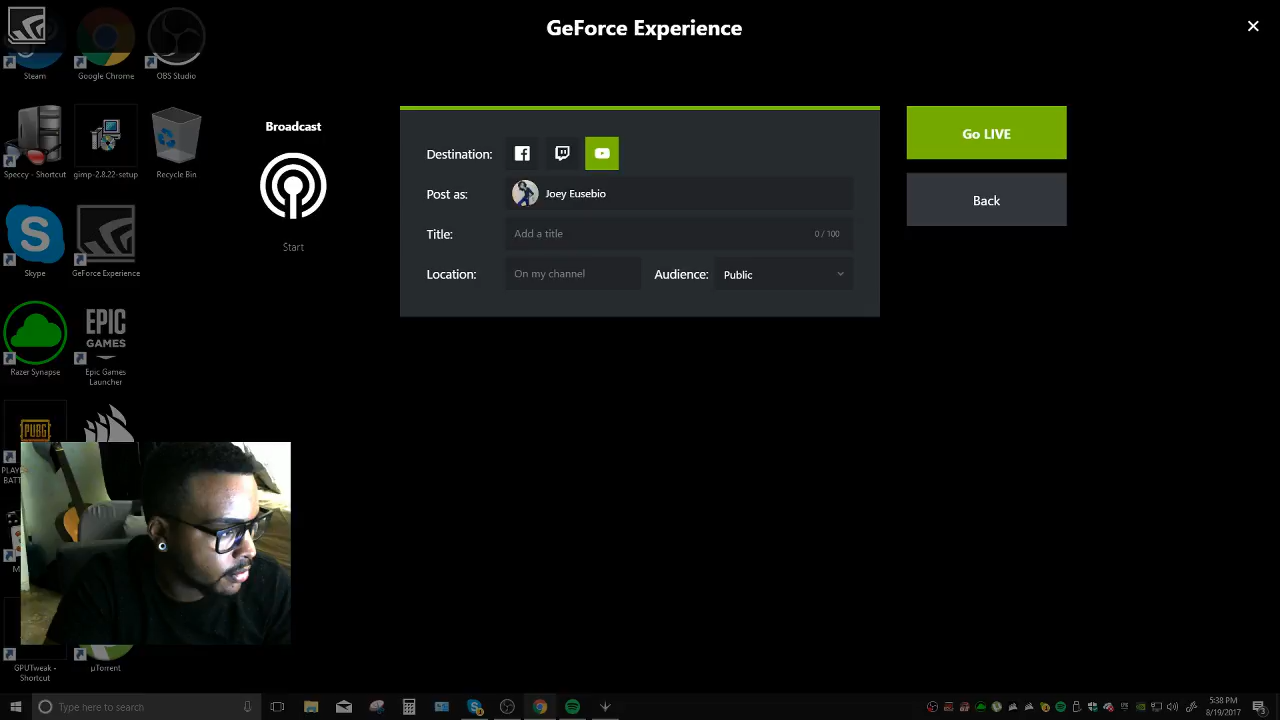 GeForce Experience
Steam
Google Chrome
OBS Studio
Broadcast
Destination:
Go LIVE
Speccy - Shortcut
gimp-2.8.22-setup
Recycle Bin
Post as:
Joey Eusebio
Back
Title:
Add a title
0 / 100
Start
Skype
GeForce Experience
Location:
On my channel
Audience:
Public
EPIC
GAMES
Razer Synapse
Epic Games
Launcher
PUBG
PLAYE
BATT
M
GPUTweak -
Shortcut
µTorrent
Type here to search
5:38 PM
8/19/2017